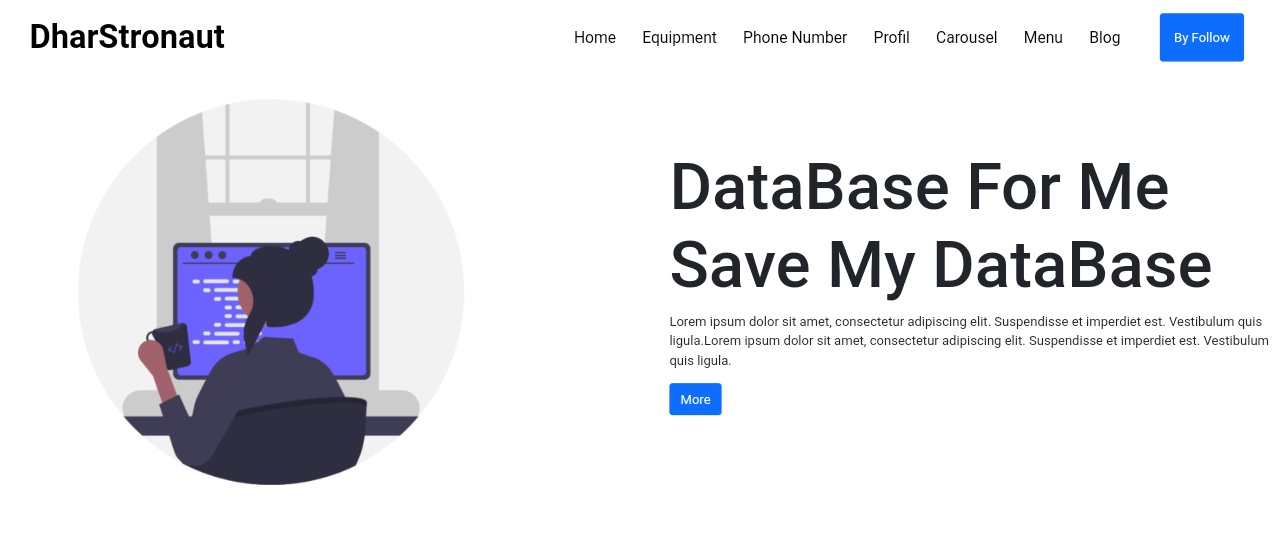 DharStronaut
Home Equipment Phone Number Profil Carousel Menu Blog By Follow
DataBase For Me
Save My DataBase
Lorem ipsum dolor sit amet, consectetur adipiscing elit. Suspendisse et imperdiet est. Vestibulum quis
ligula.Lorem ipsum dolor sit amet, consectetur adipiscing elit. Suspendisse et imperdiet est. Vestibulum
quis ligula.
More
<//>